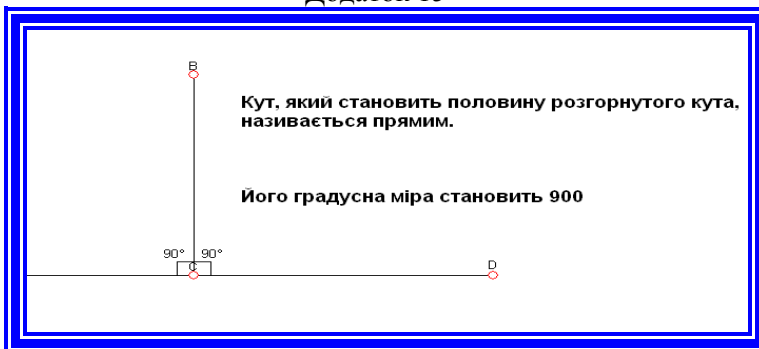 B
Кут, який становить половину розгорнутого кута,
називається прямим.
Його градусна міра становить 900
90° 90°
C
D